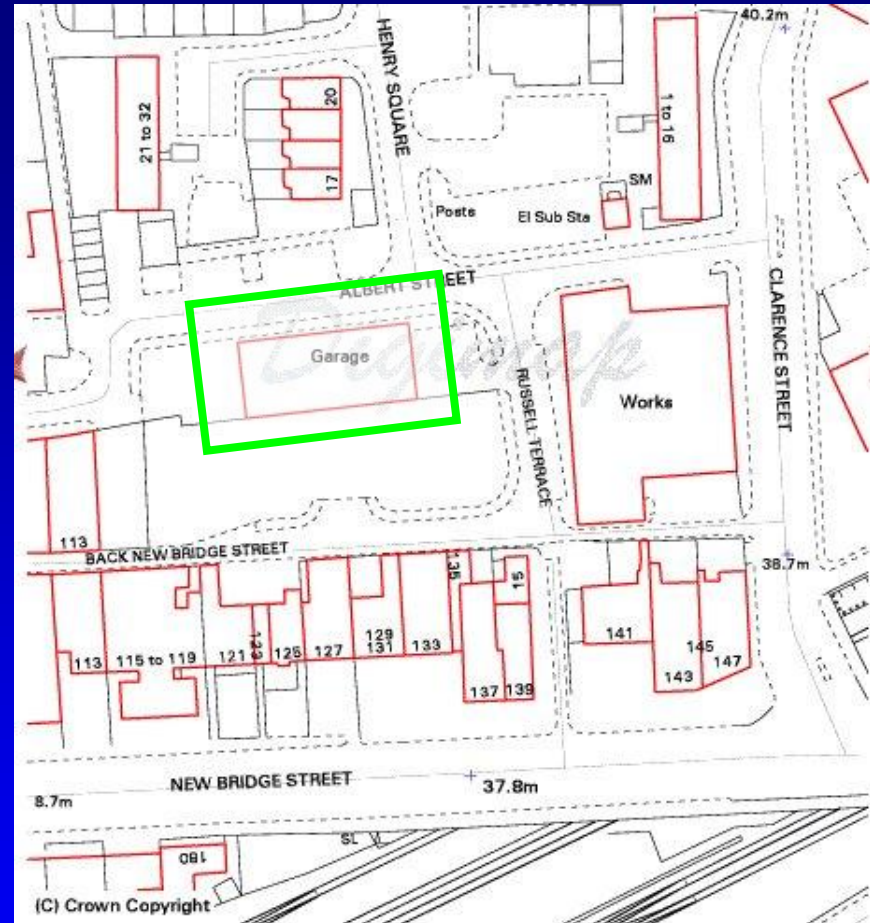 40.2m
HENRY SQUARE
21 to 32
20
17
1 to 16
SM
Posts
El Sub Sta
ALBERT STREET
CLARENCE STREET
Digimap
Garage
RUSSELL TERRACE
Works
113
BACK NEW BRIDGE STREET
38.7m
135
15
113
115 to 119
121
123
125
127
129
131
133
137
139
141
143
145
147
NEW BRIDGE STREET
37.8m
8.7m
SL
180
(C) Crown Copyright